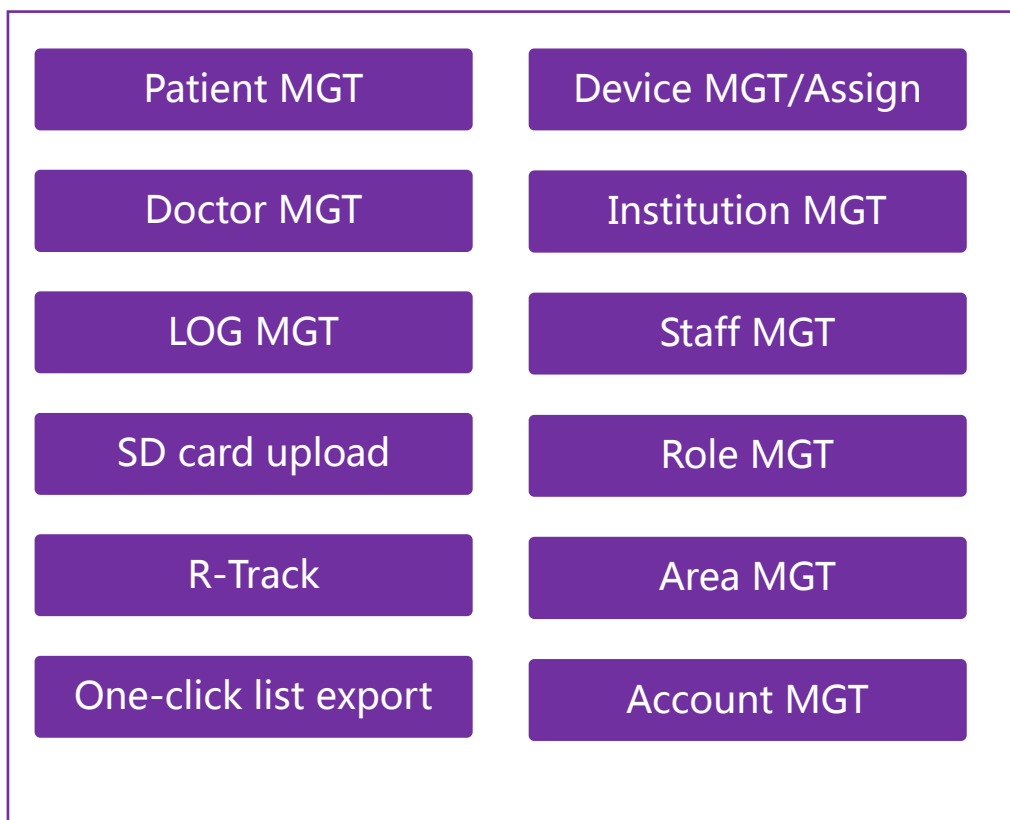 Patient MGT
Device MGT/Assign
Doctor MGT
Institution MGT
LOG MGT
Staff MGT
SD card upload
Role MGT
R-Track
Area MGT
One-click list export
Account MGT